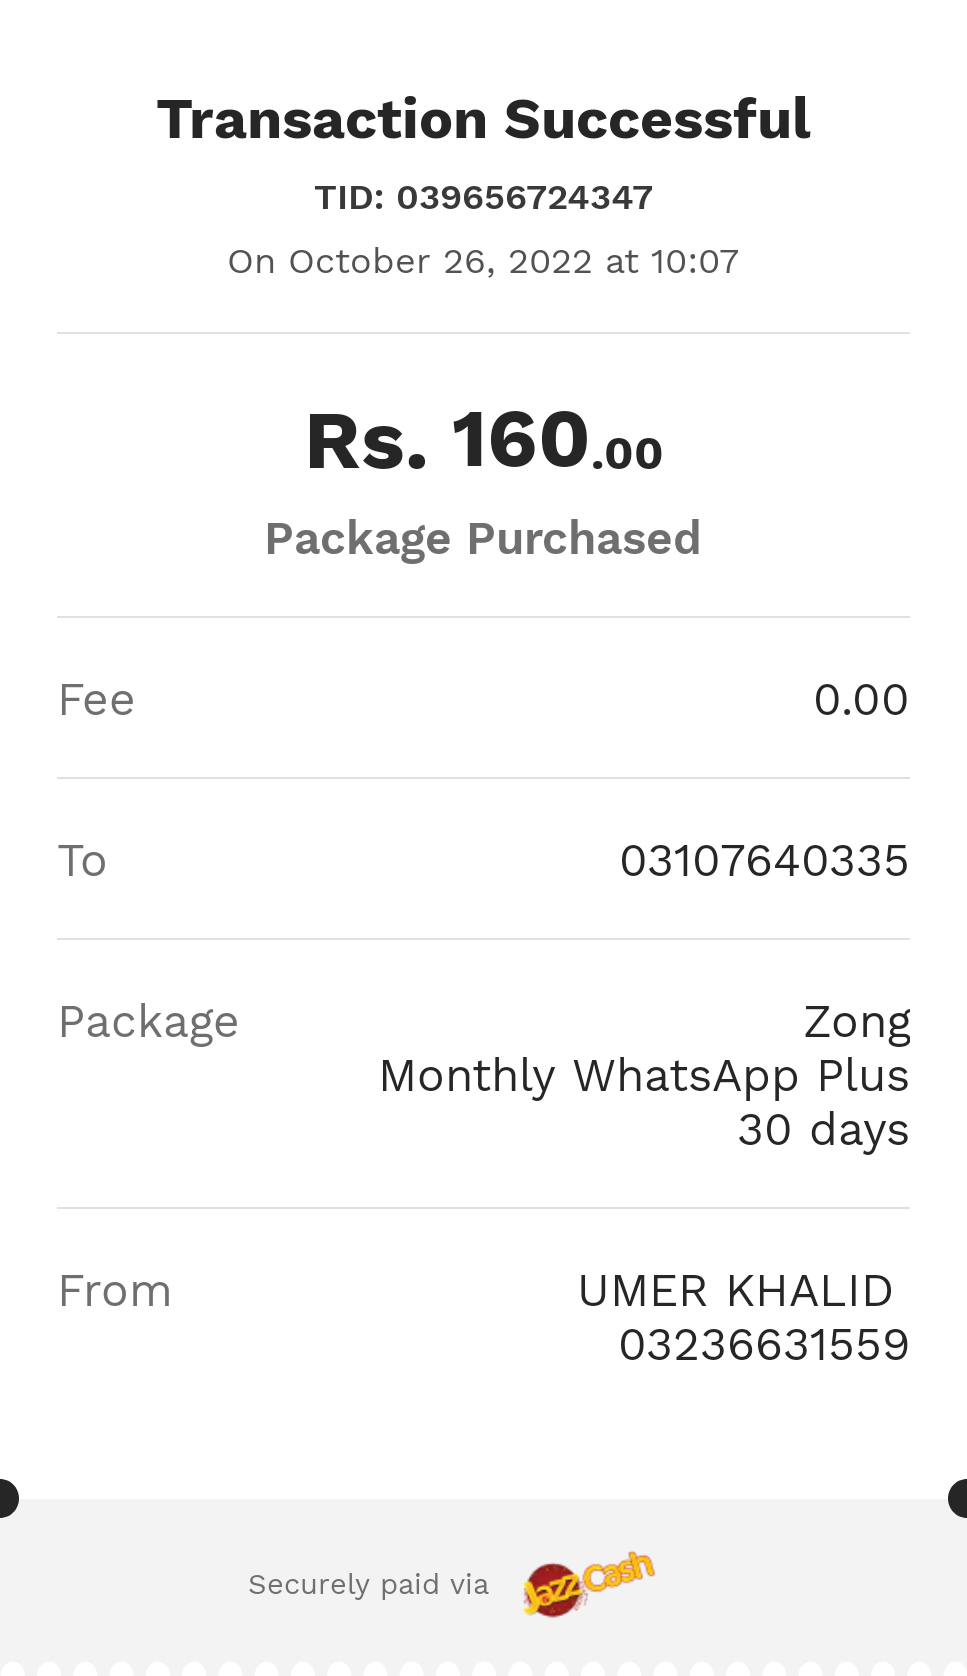 Transaction Successful
TID: 039656724347
On October 26, 2022 at 10:07
Rs. 160.00
Package Purchased
Fee 0.00
To 03107640335
Package Zong
Monthly WhatsApp Plus
30 days
From UMER KHALID
03236631559
Securely paid via JazzCash